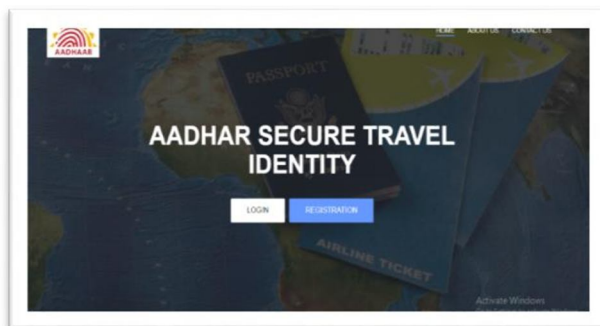 AADHAAR
HOME ABOUT US CONTACT US
PASSPORT
AADHAR SECURE TRAVEL
IDENTITY
LOGIN REGISTRATION
AIRLINE TICKET
Activate Windows